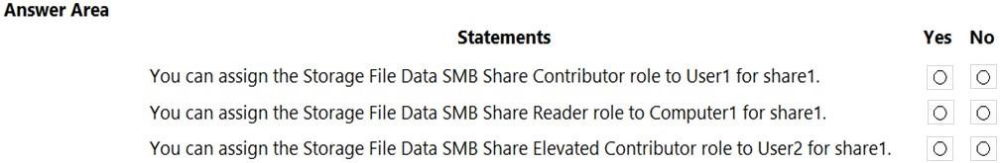 Answer Area
Statements Yes No
You can assign the Storage File Data SMB Share Contributor role to User1 for share1.
You can assign the Storage File Data SMB Share Reader role to Computer1 for share1.
You can assign the Storage File Data SMB Share Elevated Contributor role to User2 for share1.